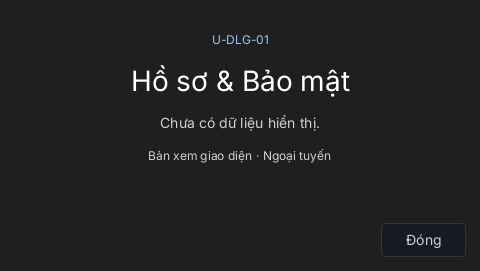 U-DLG-01
Hồ sơ & Bảo mật
Chưa có dữ liệu hiển thị.
Bản xem giao diện · Ngoại tuyến
Đóng